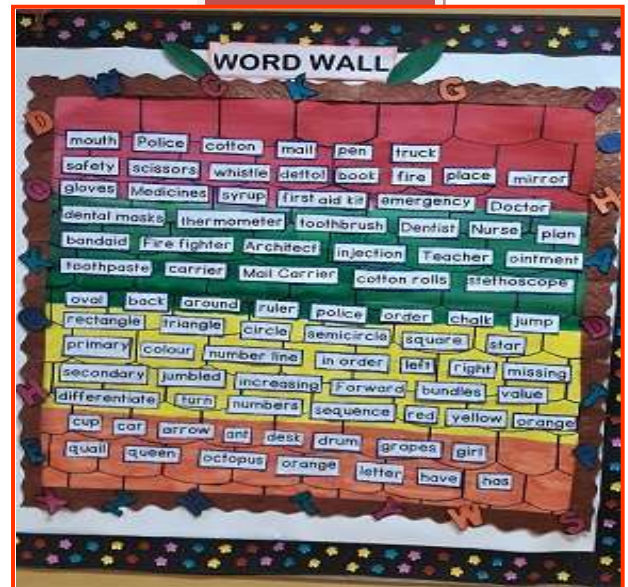 WORD WALL
mouth Police cotton mail pen truck
safety scissors whistle dettol book fire place mirror
gloves Medicines syrup first aid kit emergency Doctor
dental masks thermometer toothbrush Dentist Nurse plan
bandaid Fire fighter Architect injection Teacher ointment
toothpaste carrier Mail Carrier cotton rolls stethoscope
oval back around ruler police order chalk jump
rectangle triangle circle semicircle square star
primary colour number line in order left right missing
secondary jumbled increasing Forward bundles value
differentiate turn numbers sequence red yellow orange
cup car arrow ant desk drum grapes girl
quail queen octopus orange letter have has